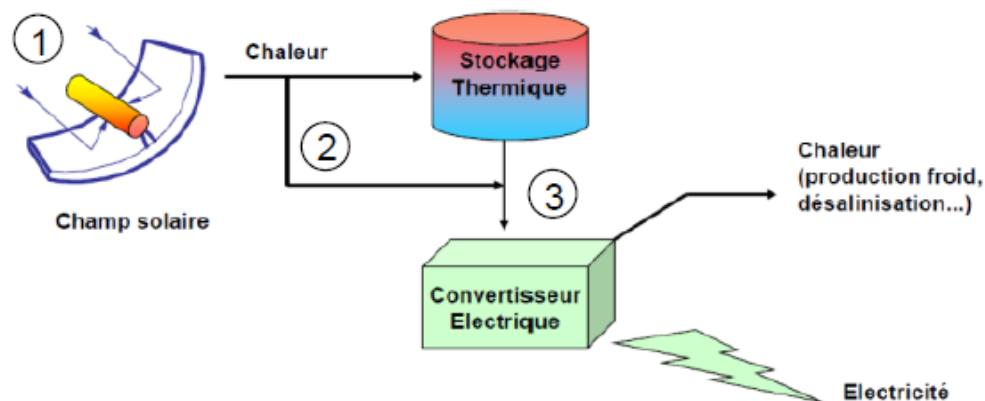 1
Chaleur
Stockage
Thermique
2
3
Chaleur
(production froid,
désalinisation...)
Champ solaire
Convertisseur
Electrique
Electricité